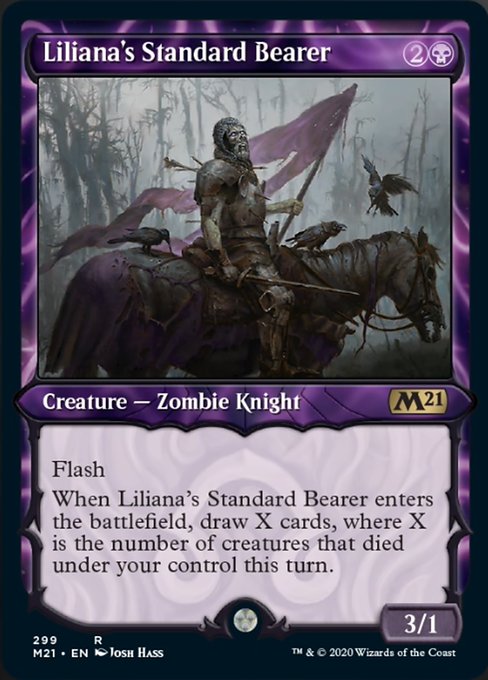 Liliana's Standard Bearer 2
Creature — Zombie Knight M21
Flash
When Liliana's Standard Bearer enters
the battlefield, draw X cards, where X
is the number of creatures that died
under your control this turn.
3/1
299 R
M21 • EN Josh Hass ™ & © 2020 Wizards of the Coast